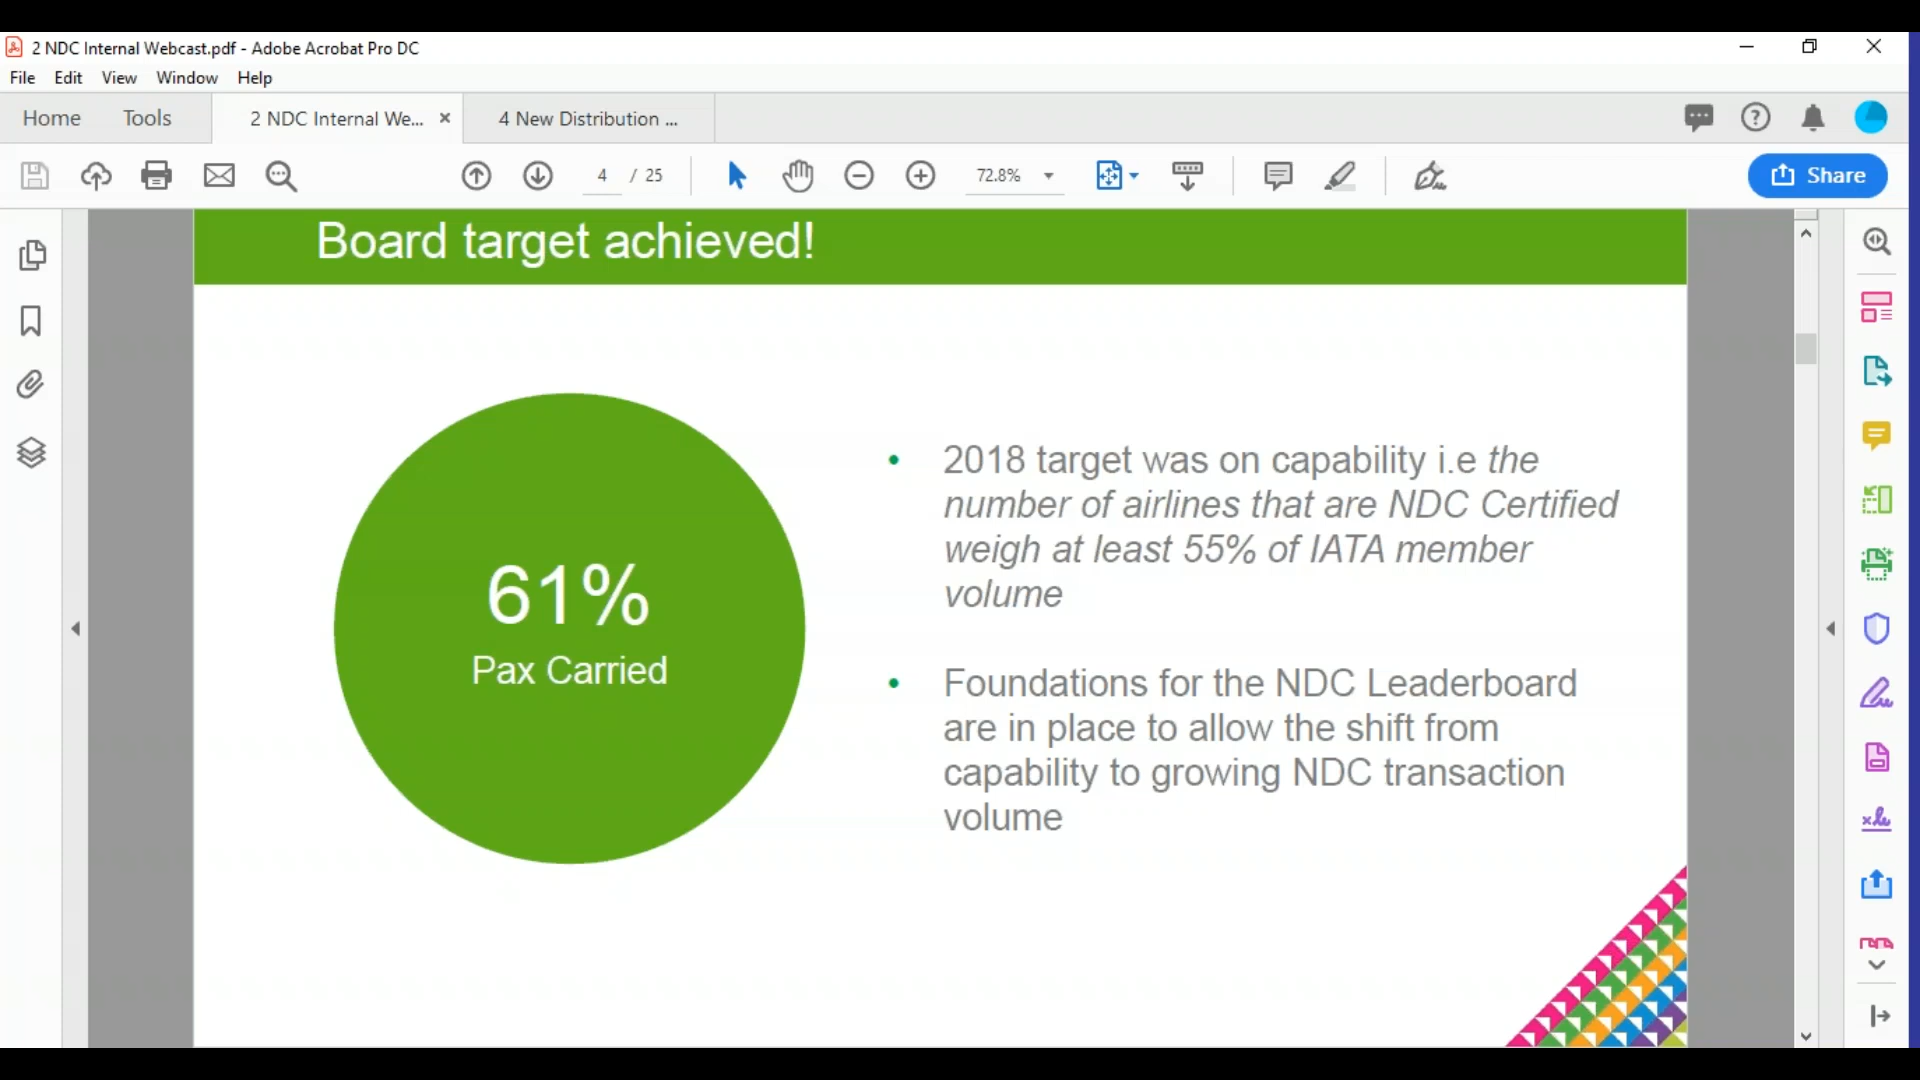 2 NDC Internal Webcast.pdf - Adobe Acrobat Pro DC
File Edit View Window Help
Home Tools 2 NDC Internal We... × 4 New Distribution ...
4 / 25 72.8% Share
Board target achieved!
61%
Pax Carried
• 2018 target was on capability i.e the
number of airlines that are NDC Certified
weigh at least 55% of IATA member
volume
• Foundations for the NDC Leaderboard
are in place to allow the shift from
capability to growing NDC transaction
volume